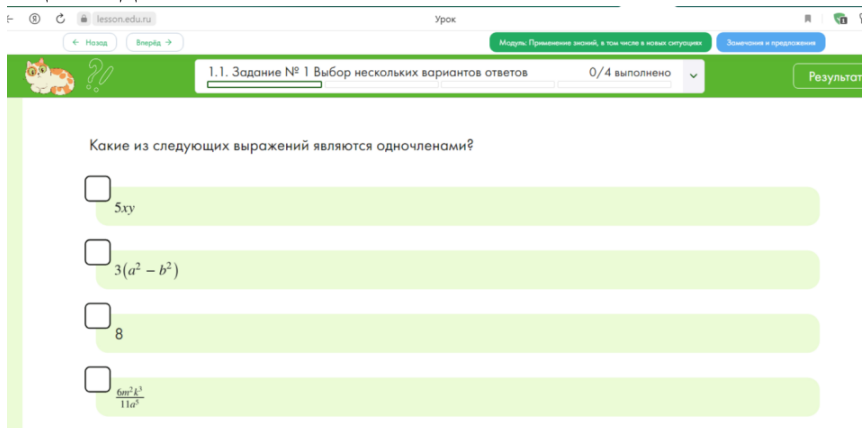 lesson.edu.ru
Урок
← Назад
Вперёд →
Модуль: Применение знаний, в том числе в новых ситуациях
Замечания и предложения
1.1. Задание № 1 Выбор нескольких вариантов ответов
0/4 выполнено
Результат
Какие из следующих выражений являются одночленами?
5xy
3(a² − b²)
8
6m²k³
11a⁵